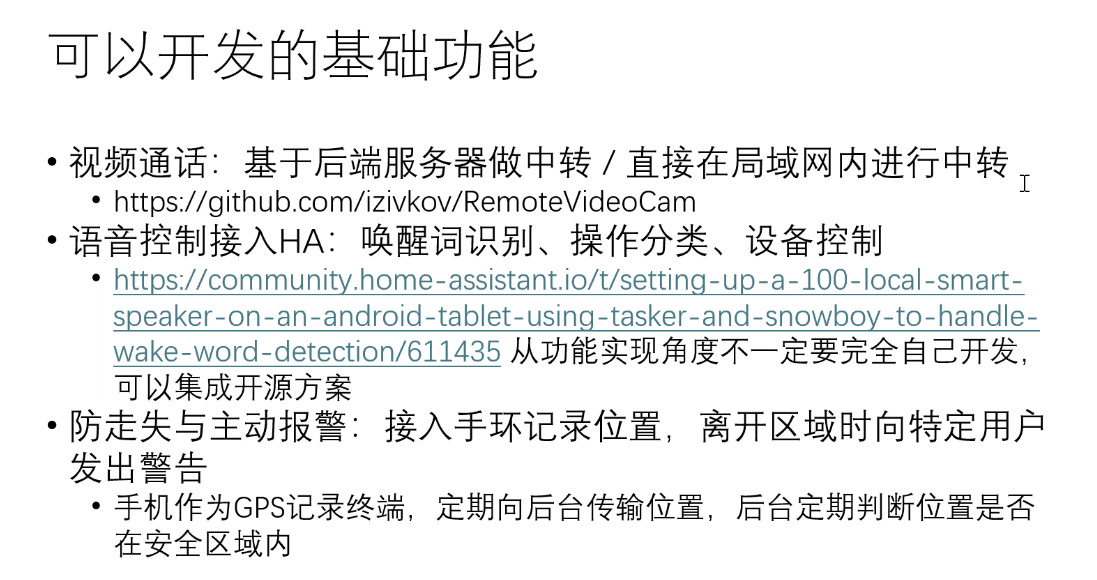 可以开发的基础功能
• 视频通话：基于后端服务器做中转 / 直接在局域网内进行中转
• https://github.com/izivkov/RemoteVideoCam
• 语音控制接入HA：唤醒词识别、操作分类、设备控制
• https://community.home-assistant.io/t/setting-up-a-100-local-smart-
speaker-on-an-android-tablet-using-tasker-and-snowboy-to-handle-
wake-word-detection/611435 从功能实现角度不一定要完全自己开发，
可以集成开源方案
• 防走失与主动报警：接入手环记录位置，离开区域时向特定用户
发出警告
• 手机作为GPS记录终端，定期向后台传输位置，后台定期判断位置是否
在安全区域内